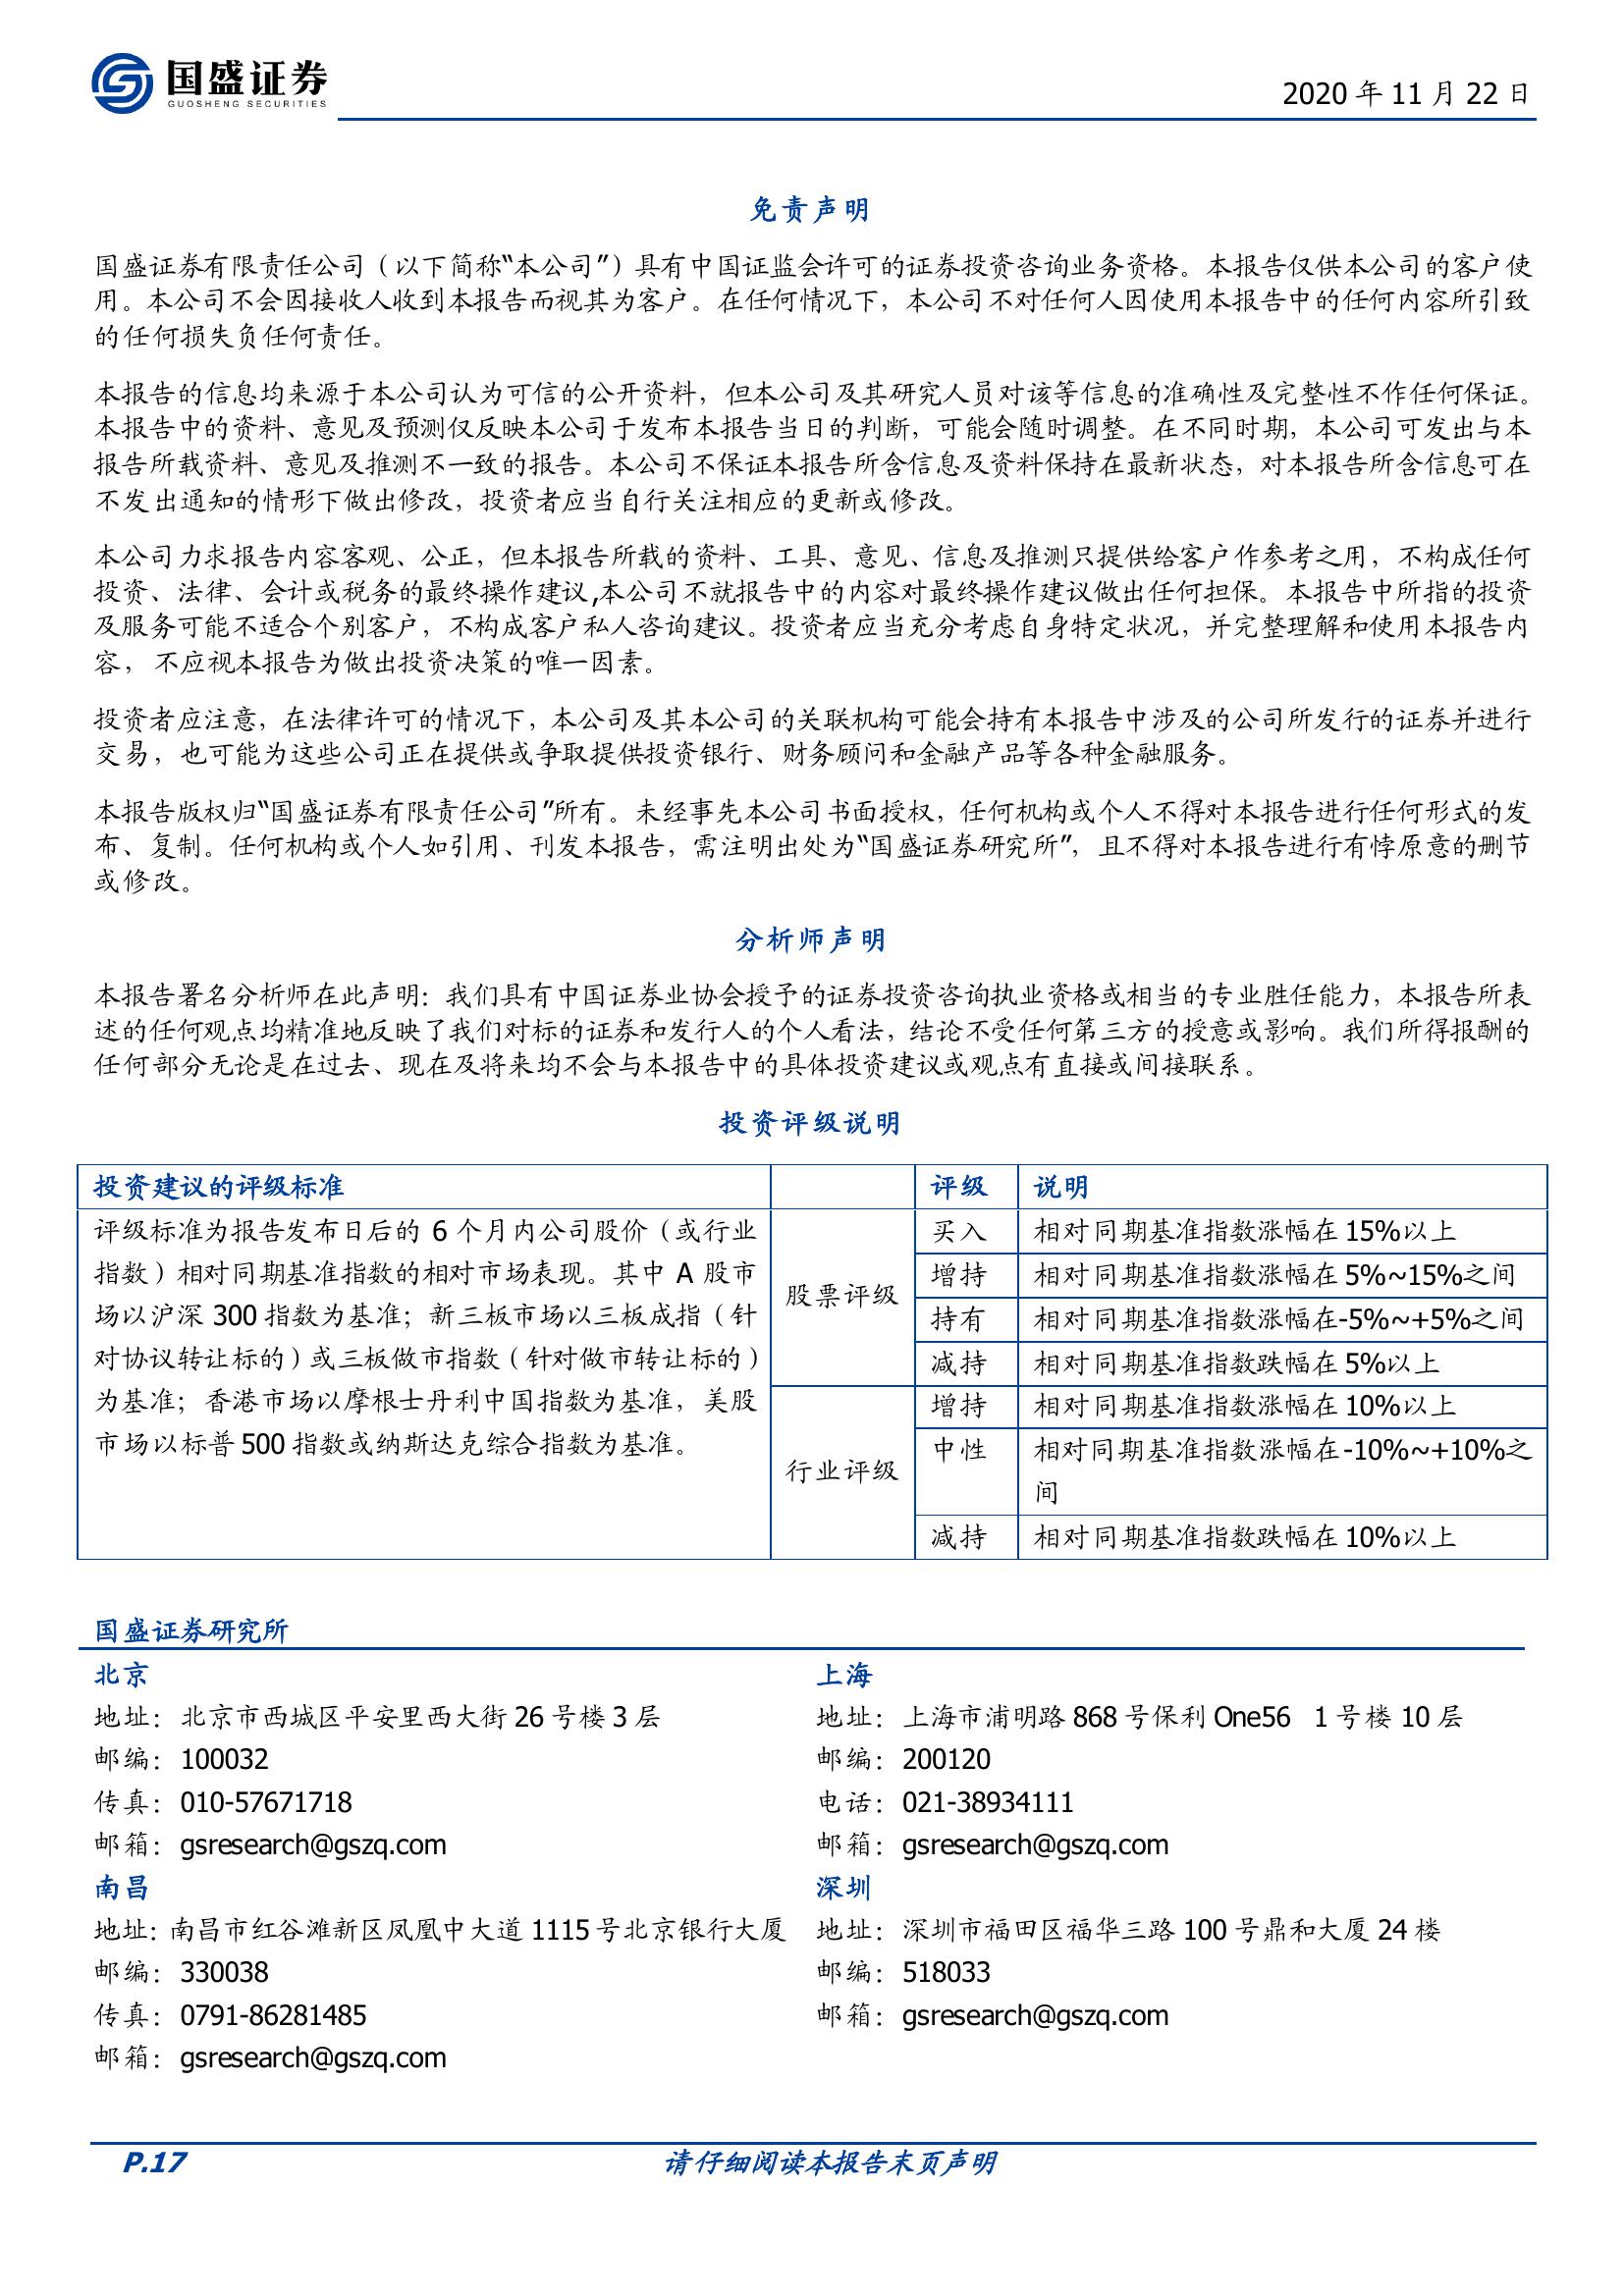 国盛证券
GUOSHENG SECURITIES
2020 年 11 月 22 日
免责声明
国盛证券有限责任公司（以下简称“本公司”）具有中国证监会许可的证券投资咨询业务资格。本报告仅供本公司的客户使
用。本公司不会因接收人收到本报告而视其为客户。在任何情况下，本公司不对任何人因使用本报告中的任何内容所引致
的任何损失负任何责任。
本报告的信息均来源于本公司认为可信的公开资料，但本公司及其研究人员对该等信息的准确性及完整性不作任何保证。
本报告中的资料、意见及预测仅反映本公司于发布本报告当日的判断，可能会随时调整。在不同时期，本公司可发出与本
报告所载资料、意见及推测不一致的报告。本公司不保证本报告所含信息及资料保持在最新状态，对本报告所含信息可在
不发出通知的情形下做出修改，投资者应当自行关注相应的更新或修改。
本公司力求报告内容客观、公正，但本报告所载的资料、工具、意见、信息及推测只提供给客户作参考之用，不构成任何
投资、法律、会计或税务的最终操作建议,本公司不就报告中的内容对最终操作建议做出任何担保。本报告中所指的投资
及服务可能不适合个别客户，不构成客户私人咨询建议。投资者应当充分考虑自身特定状况，并完整理解和使用本报告内
容，不应视本报告为做出投资决策的唯一因素。
投资者应注意，在法律许可的情况下，本公司及其本公司的关联机构可能会持有本报告中涉及的公司所发行的证券并进行
交易，也可能为这些公司正在提供或争取提供投资银行、财务顾问和金融产品等各种金融服务。
本报告版权归“国盛证券有限责任公司”所有。未经事先本公司书面授权，任何机构或个人不得对本报告进行任何形式的发
布、复制。任何机构或个人如引用、刊发本报告，需注明出处为“国盛证券研究所”，且不得对本报告进行有悖原意的删节
或修改。
分析师声明
本报告署名分析师在此声明：我们具有中国证券业协会授予的证券投资咨询执业资格或相当的专业胜任能力，本报告所表
述的任何观点均精准地反映了我们对标的证券和发行人的个人看法，结论不受任何第三方的授意或影响。我们所得报酬的
任何部分无论是在过去、现在及将来均不会与本报告中的具体投资建议或观点有直接或间接联系。
投资评级说明
投资建议的评级标准 评级 说明
评级标准为报告发布日后的 6 个月内公司股价（或行业
指数）相对同期基准指数的相对市场表现。其中 A 股市
场以沪深 300 指数为基准；新三板市场以三板成指（针
对协议转让标的）或三板做市指数（针对做市转让标的）
为基准；香港市场以摩根士丹利中国指数为基准，美股
市场以标普 500 指数或纳斯达克综合指数为基准。
股票评级
买入 相对同期基准指数涨幅在 15%以上
增持 相对同期基准指数涨幅在 5%~15%之间
持有 相对同期基准指数涨幅在-5%~+5%之间
减持 相对同期基准指数跌幅在 5%以上
行业评级
增持 相对同期基准指数涨幅在 10%以上
中性 相对同期基准指数涨幅在-10%~+10%之
间
减持 相对同期基准指数跌幅在 10%以上
国盛证券研究所
北京
地址：北京市西城区平安里西大街 26 号楼 3 层
邮编：100032
传真：010-57671718
邮箱：gsresearch@gszq.com
上海
地址：上海市浦明路 868 号保利 One56 1 号楼 10 层
邮编：200120
电话：021-38934111
邮箱：gsresearch@gszq.com
南昌
地址：南昌市红谷滩新区凤凰中大道 1115 号北京银行大厦
邮编：330038
传真：0791-86281485
邮箱：gsresearch@gszq.com
深圳
地址：深圳市福田区福华三路 100 号鼎和大厦 24 楼
邮编：518033
邮箱：gsresearch@gszq.com
P.17 请仔细阅读本报告末页声明